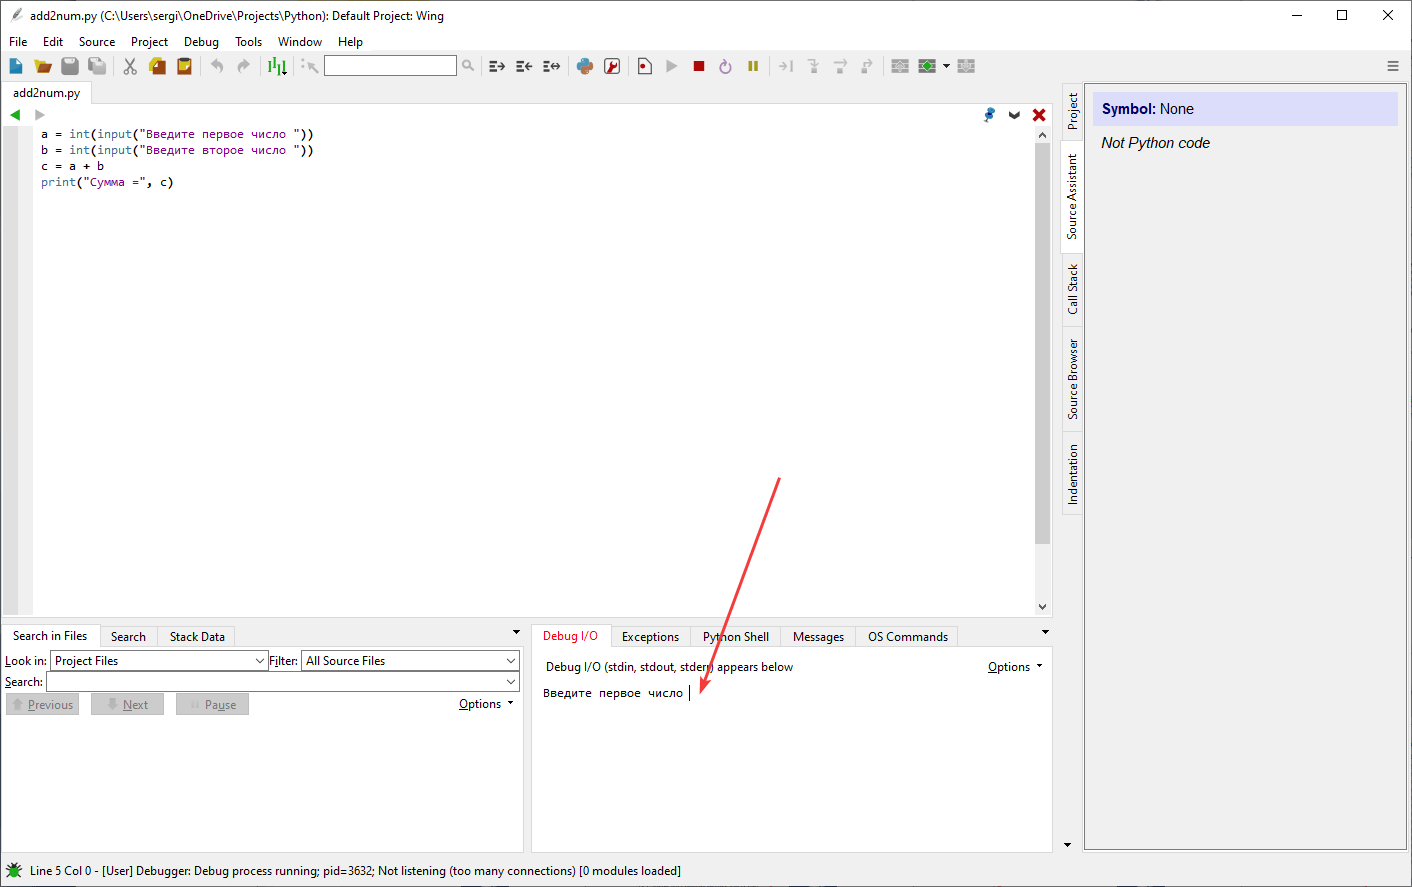 add2num.py (C:\Users\sergi\OneDrive\Projects\Python): Default Project: Wing
File Edit Source Project Debug Tools Window Help
add2num.py
a = int(input("Введите первое число "))
b = int(input("Введите второе число "))
c = a + b
print("Сумма =", c)
Project
Source Assistant
Call Stack
Source Browser
Indentation
Symbol: None
Not Python code
Search in Files Search Stack Data
Look in: Project Files Filter: All Source Files
Search:
Previous Next Pause Options
Debug I/O Exceptions Python Shell Messages OS Commands
Debug I/O (stdin, stdout, stderr) appears below Options
Введите первое число
Line 5 Col 0 - [User] Debugger: Debug process running; pid=3632; Not listening (too many connections) [0 modules loaded]